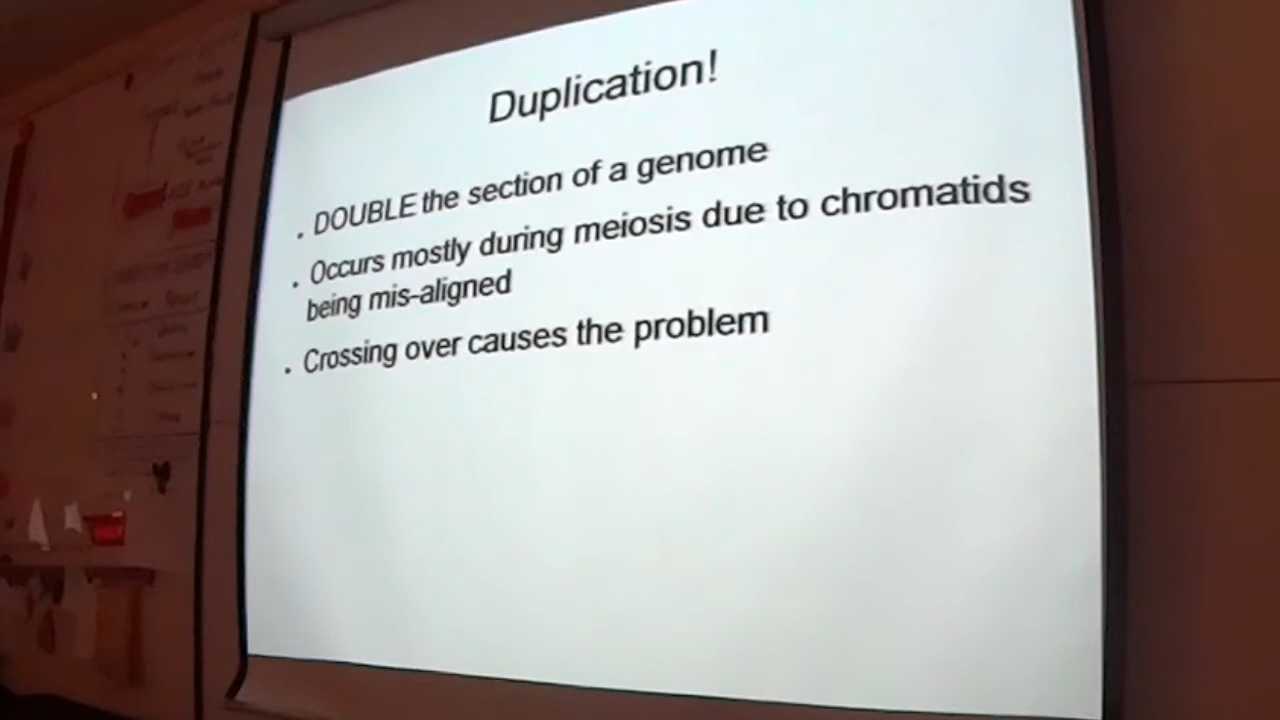 Duplication!
. DOUBLE the section of a genome
. Occurs mostly during meiosis due to chromatids
being mis-aligned
. Crossing over causes the problem